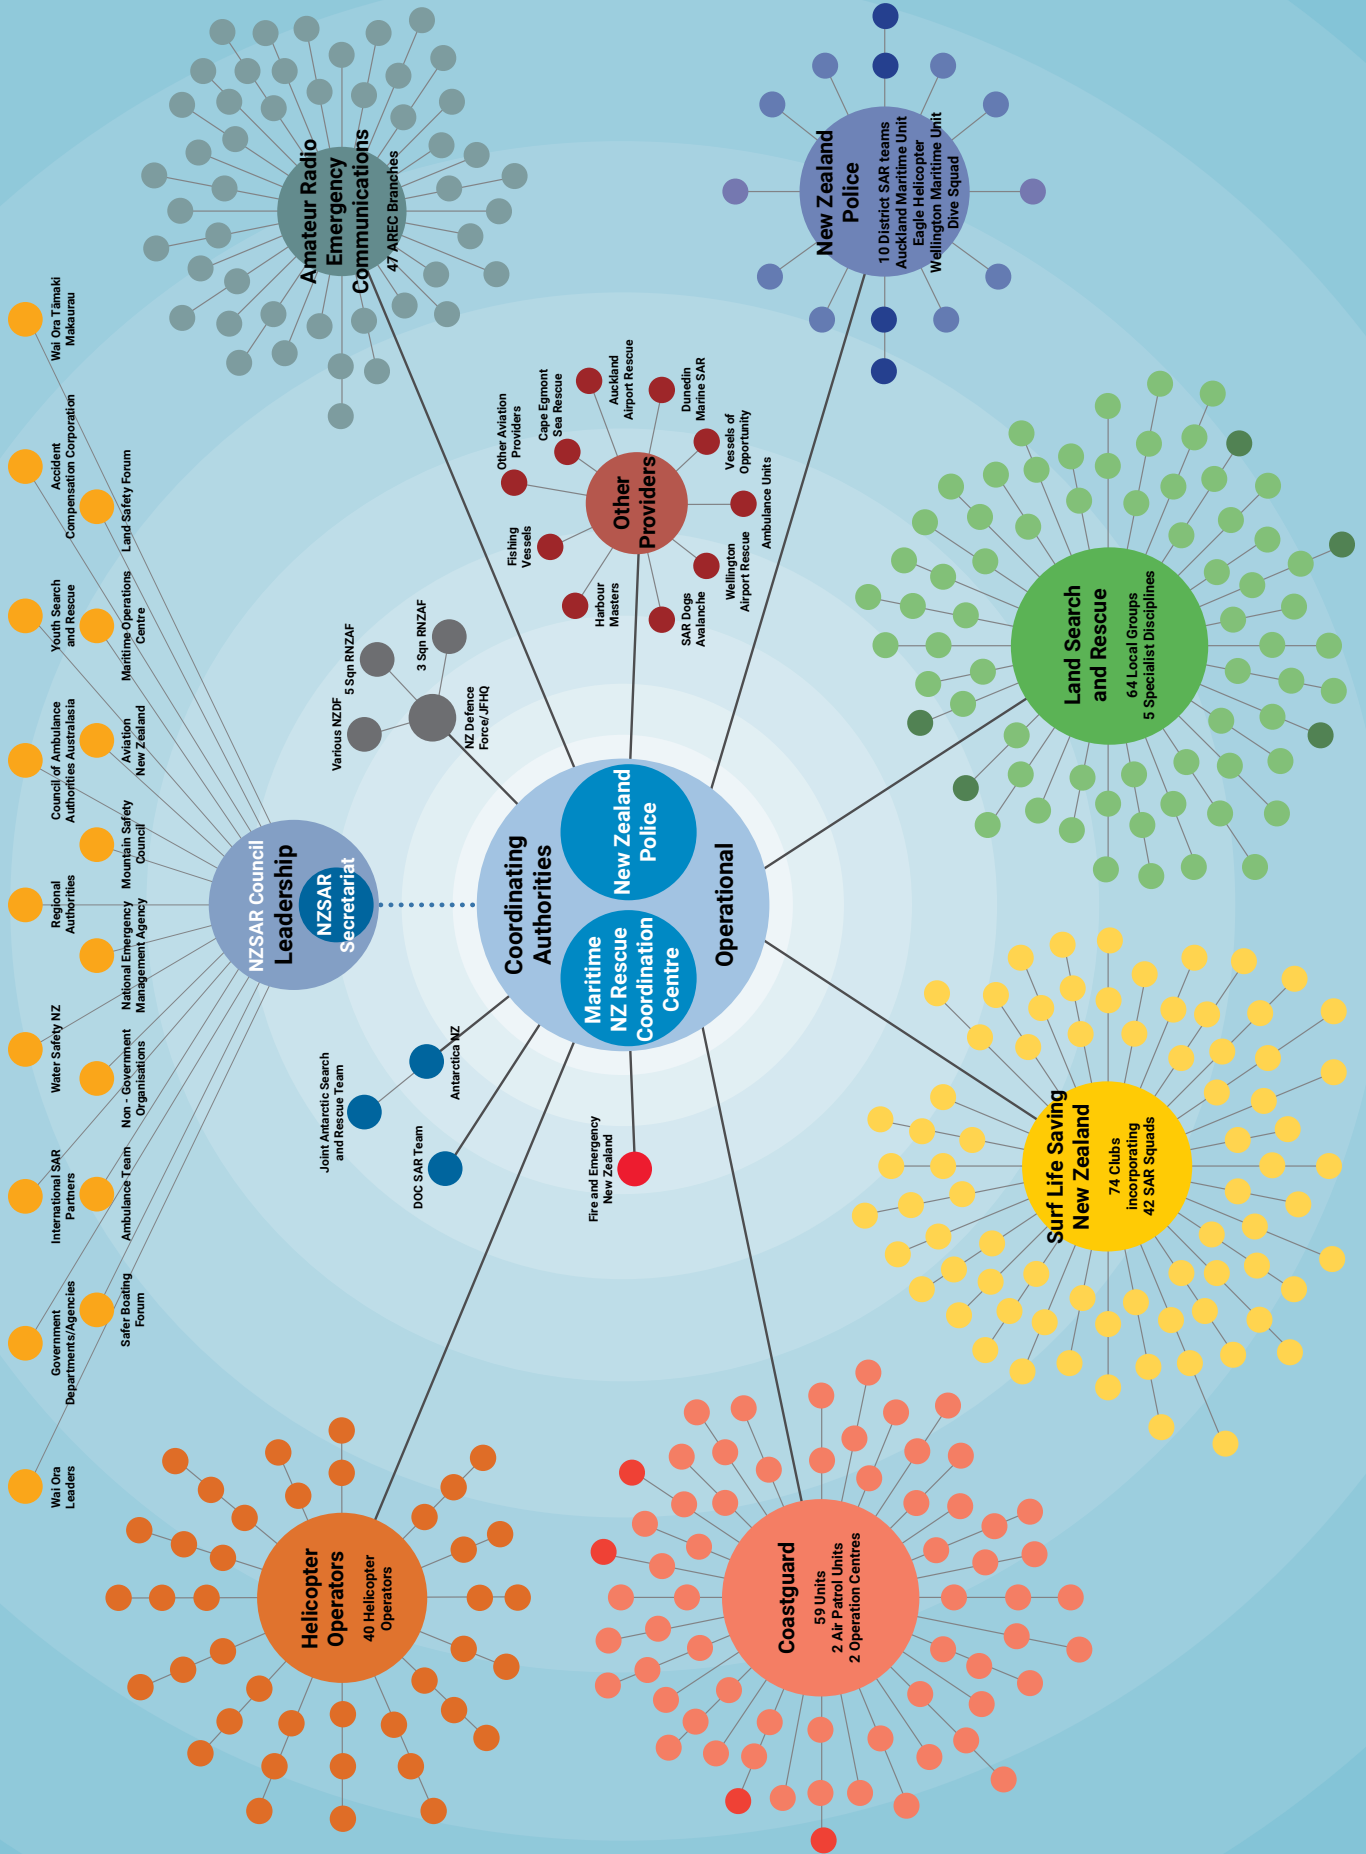 Wai Ora
Leaders
Government
Departments/Agencies
International SAR
Partners
Water Safety NZ
Regional
Authorities
Council of Ambulance
Authorities Australasia
Youth Search
and Rescue
Accident
Compensation Corporation
Wai Ora Tāmaki
Makaurau
Safer Boating
Forum
Ambulance Team
Non - Government
Organisations
National Emergency
Management Agency
Mountain Safety
Council
Aviation
New Zealand
Maritime Operations
Centre
Land Safety Forum
NZSAR Council
Leadership
NZSAR
Secretariat
Helicopter
Operators
40 Helicopter
Operators
Joint Antarctic Search
and Rescue Team
Antarctica NZ
DOC SAR Team
Various NZDF
5 Sqn RNZAF
3 Sqn RNZAF
NZ Defence
Force/JFHQ
Amateur Radio
Emergency
Communications
47 AREC Branches
Coordinating
Authorities
Maritime
NZ Rescue
Coordination
Centre
New Zealand
Police
Operational
Fire and Emergency
New Zealand
Other
Providers
Harbour
Masters
Fishing
Vessels
Other Aviation
Providers
Cape Egmont
Sea Rescue
Auckland
Airport Rescue
Dunedin
Marine SAR
Vessels of
Opportunity
Ambulance Units
Wellington
Airport Rescue
SAR Dogs
Avalanche
New Zealand
Police
10 District SAR teams
Auckland Maritime Unit
Eagle Helicopter
Wellington Maritime Unit
Dive Squad
Coastguard
59 Units
2 Air Patrol Units
2 Operation Centres
Surf Life Saving
New Zealand
74 Clubs
incorporating
42 SAR Squads
Land Search
and Rescue
64 Local Groups
5 Specialist Disciplines